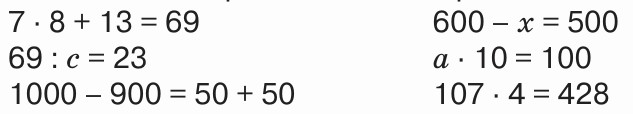 7 · 8 + 13 = 69
69 : c = 23
1000 – 900 = 50 + 50
600 – x = 500
a · 10 = 100
107 · 4 = 428